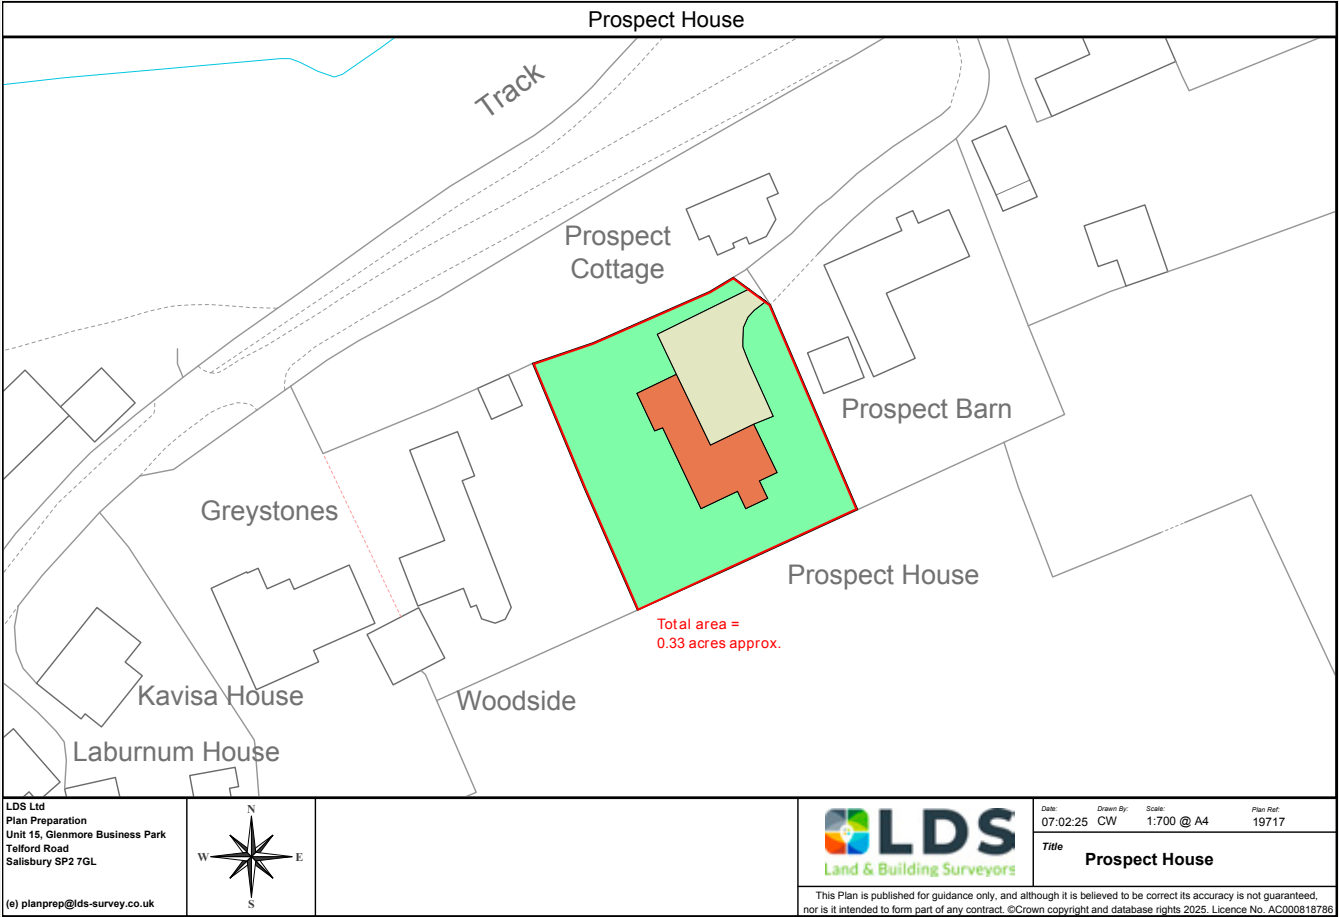 Prospect House
Track
Prospect
Cottage
Prospect Barn
Greystones
Prospect House
Total area =
0.33 acres approx.
Kavisa House
Woodside
Laburnum House
LDS Ltd
Plan Preparation
Unit 15, Glenmore Business Park
Telford Road
Salisbury SP2 7GL
(e) planprep@lds-survey.co.uk
N
W E
S
LDS
Land & Building Surveyors
Date: Drawn By: Scale: Plan Ref:
07:02:25 CW 1:700 @ A4 19717
Title
Prospect House
This Plan is published for guidance only, and although it is believed to be correct its accuracy is not guaranteed,
nor is it intended to form part of any contract. ©Crown copyright and database rights 2025. Licence No. AC000818786